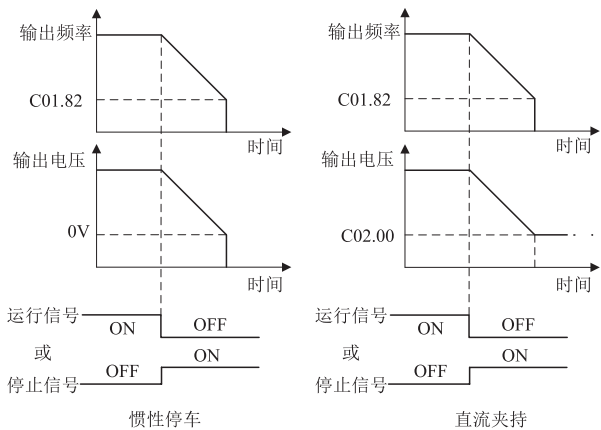 输出频率
C01.82
时间
输出电压
0V
时间
运行信号
ON
OFF
或
停止信号
OFF
ON
惯性停车
输出频率
C01.82
时间
输出电压
C02.00
时间
运行信号
ON
OFF
或
停止信号
OFF
ON
直流夹持